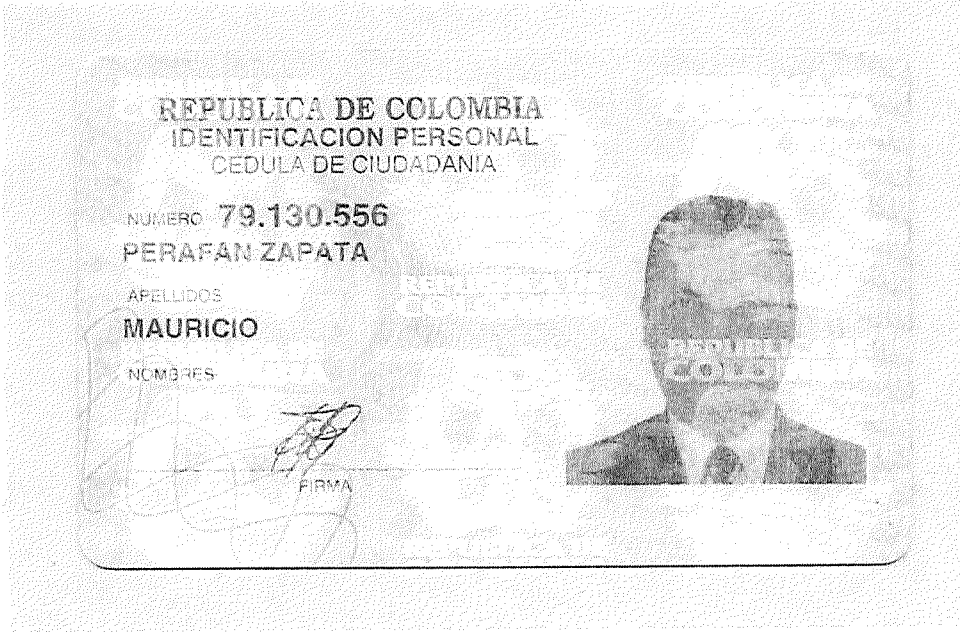 REPUBLICA DE COLOMBIA
IDENTIFICACION PERSONAL
CEDULA DE CIUDADANIA
NUMERO 79.130.556
PERAFAN ZAPATA
APELLIDOS
MAURICIO
NOMBRES
FIRMA